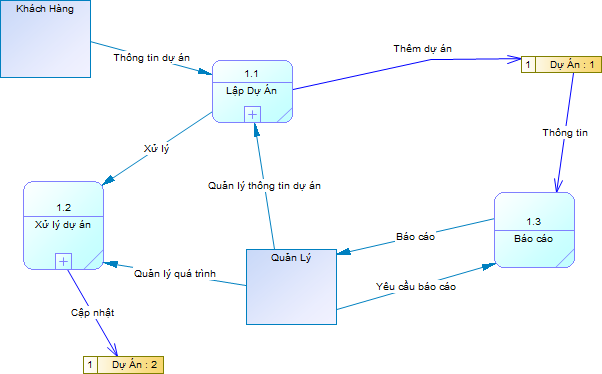 Khách Hàng
Thông tin dự án
1.1
Lập Dự Án
Thêm dự án
1 Dự Án : 1
Thông tin
Xử lý
Quản lý thông tin dự án
1.2
Xử lý dự án
1.3
Báo cáo
Báo cáo
Quản Lý
Quản lý quá trình
Yêu cầu báo cáo
Cập nhật
1 Dự Án : 2